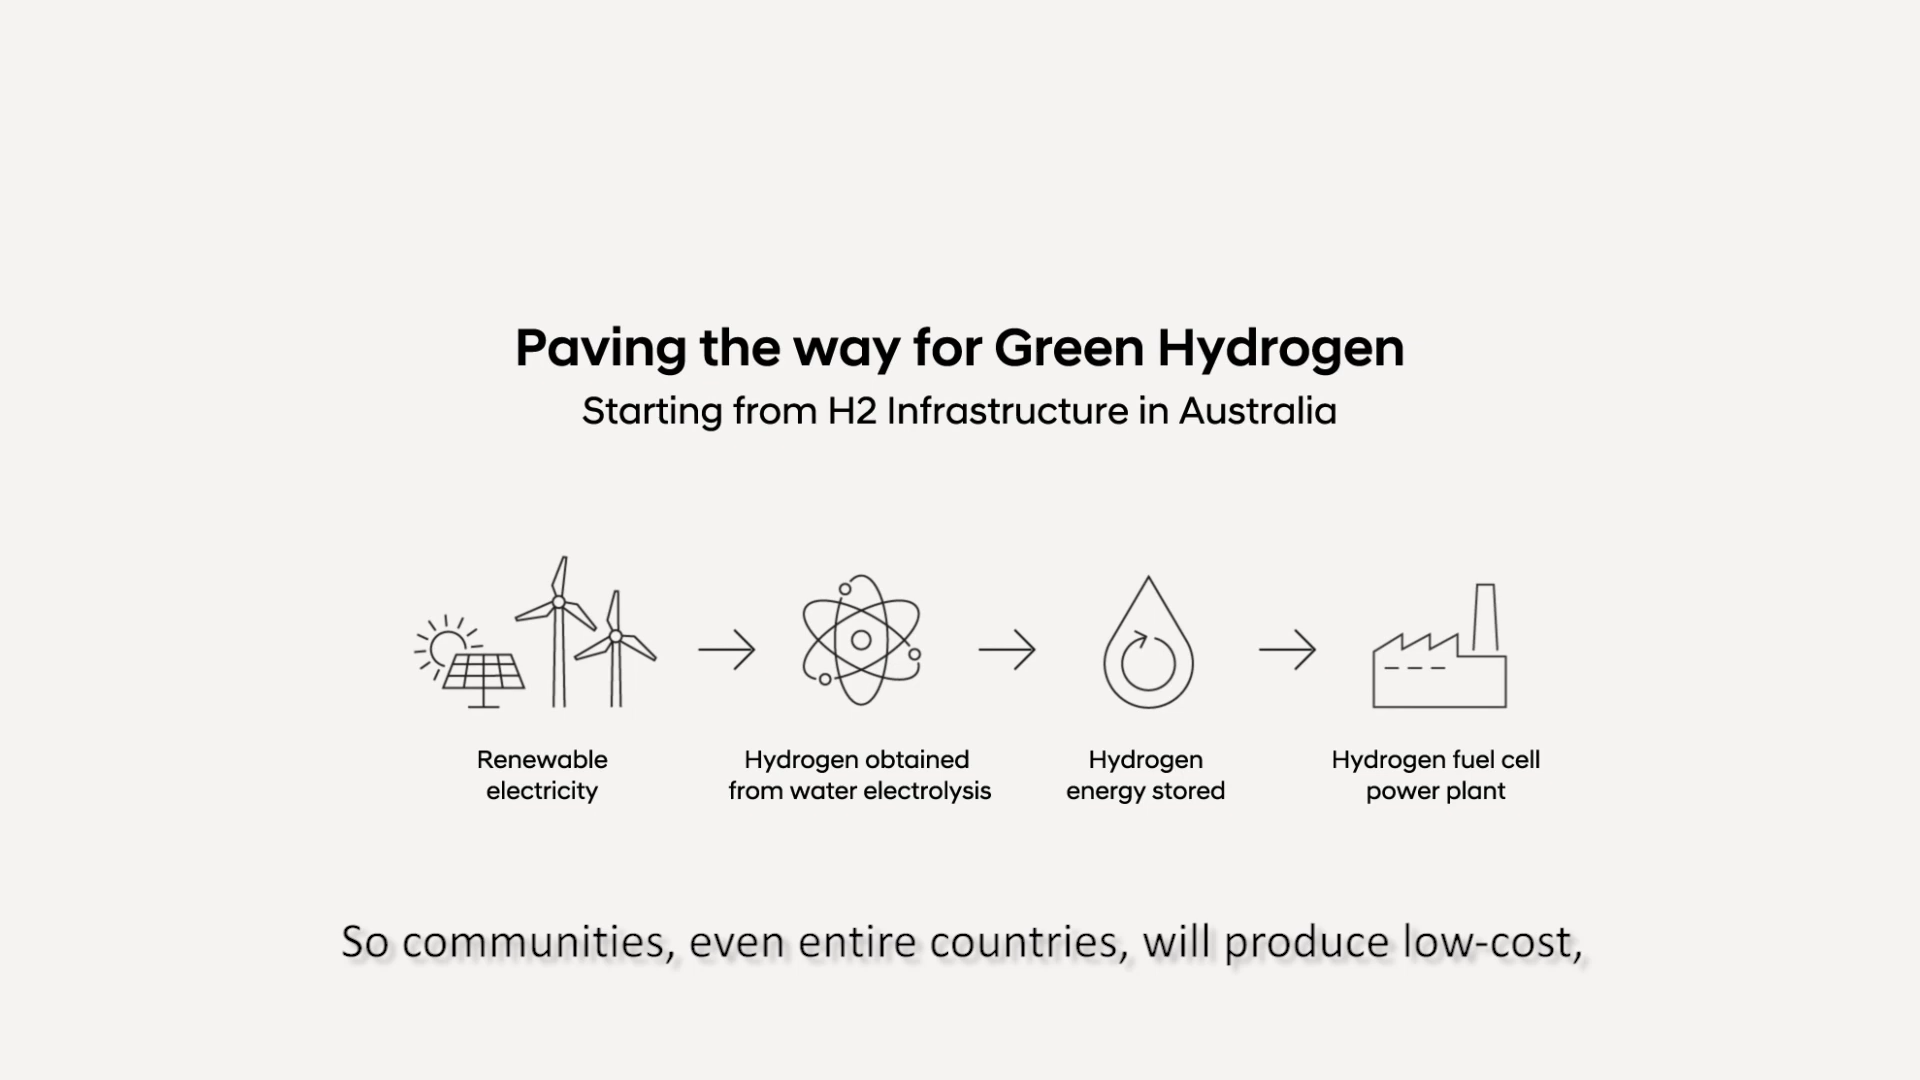 Paving the way for Green Hydrogen
Starting from H2 Infrastructure in Australia
Renewable
electricity
Hydrogen obtained
from water electrolysis
Hydrogen
energy stored
Hydrogen fuel cell
power plant
So communities, even entire countries, will produce low-cost,